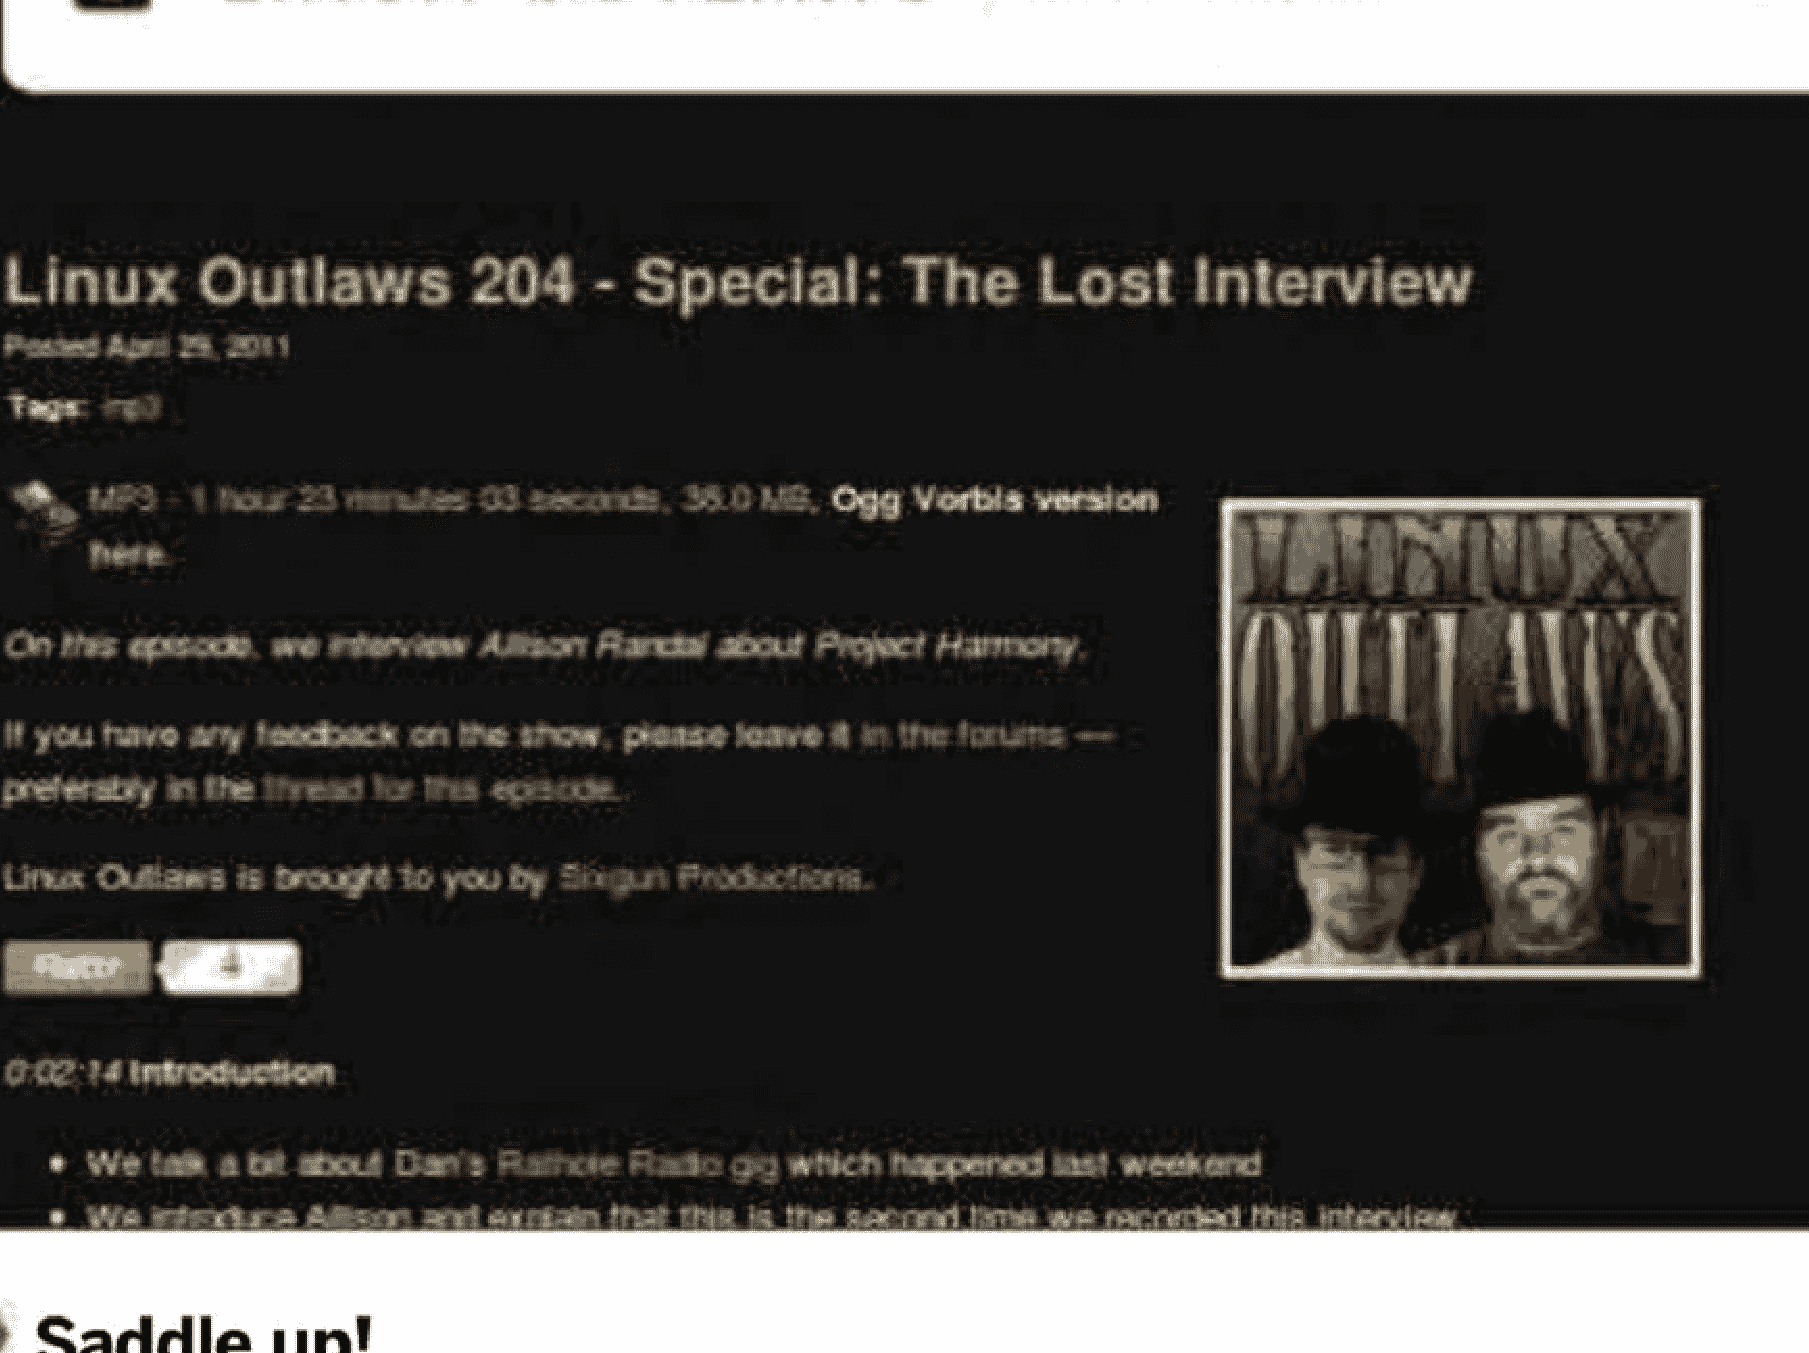 Linux Outlaws 204 - Special: The Lost Interview
Posted April 29, 2011
Tags: mp3
MP3 - 1 hour 23 minutes 03 seconds, 38.0 MB, Ogg Vorbis version
here.
On this episode, we interview Allison Randal about Project Harmony.
If you have any feedback on the show, please leave it in the forums —
preferably in the thread for this episode.
Linux Outlaws is brought to you by Sixgun Productions.
4
0:02:14 Introduction
• We talk a bit about Dan's Rathole Radio gig which happened last weekend
• We introduce Allison and explain that this is the second time we recorded this interview.
LINUX
OUTLAWS
Saddle up!